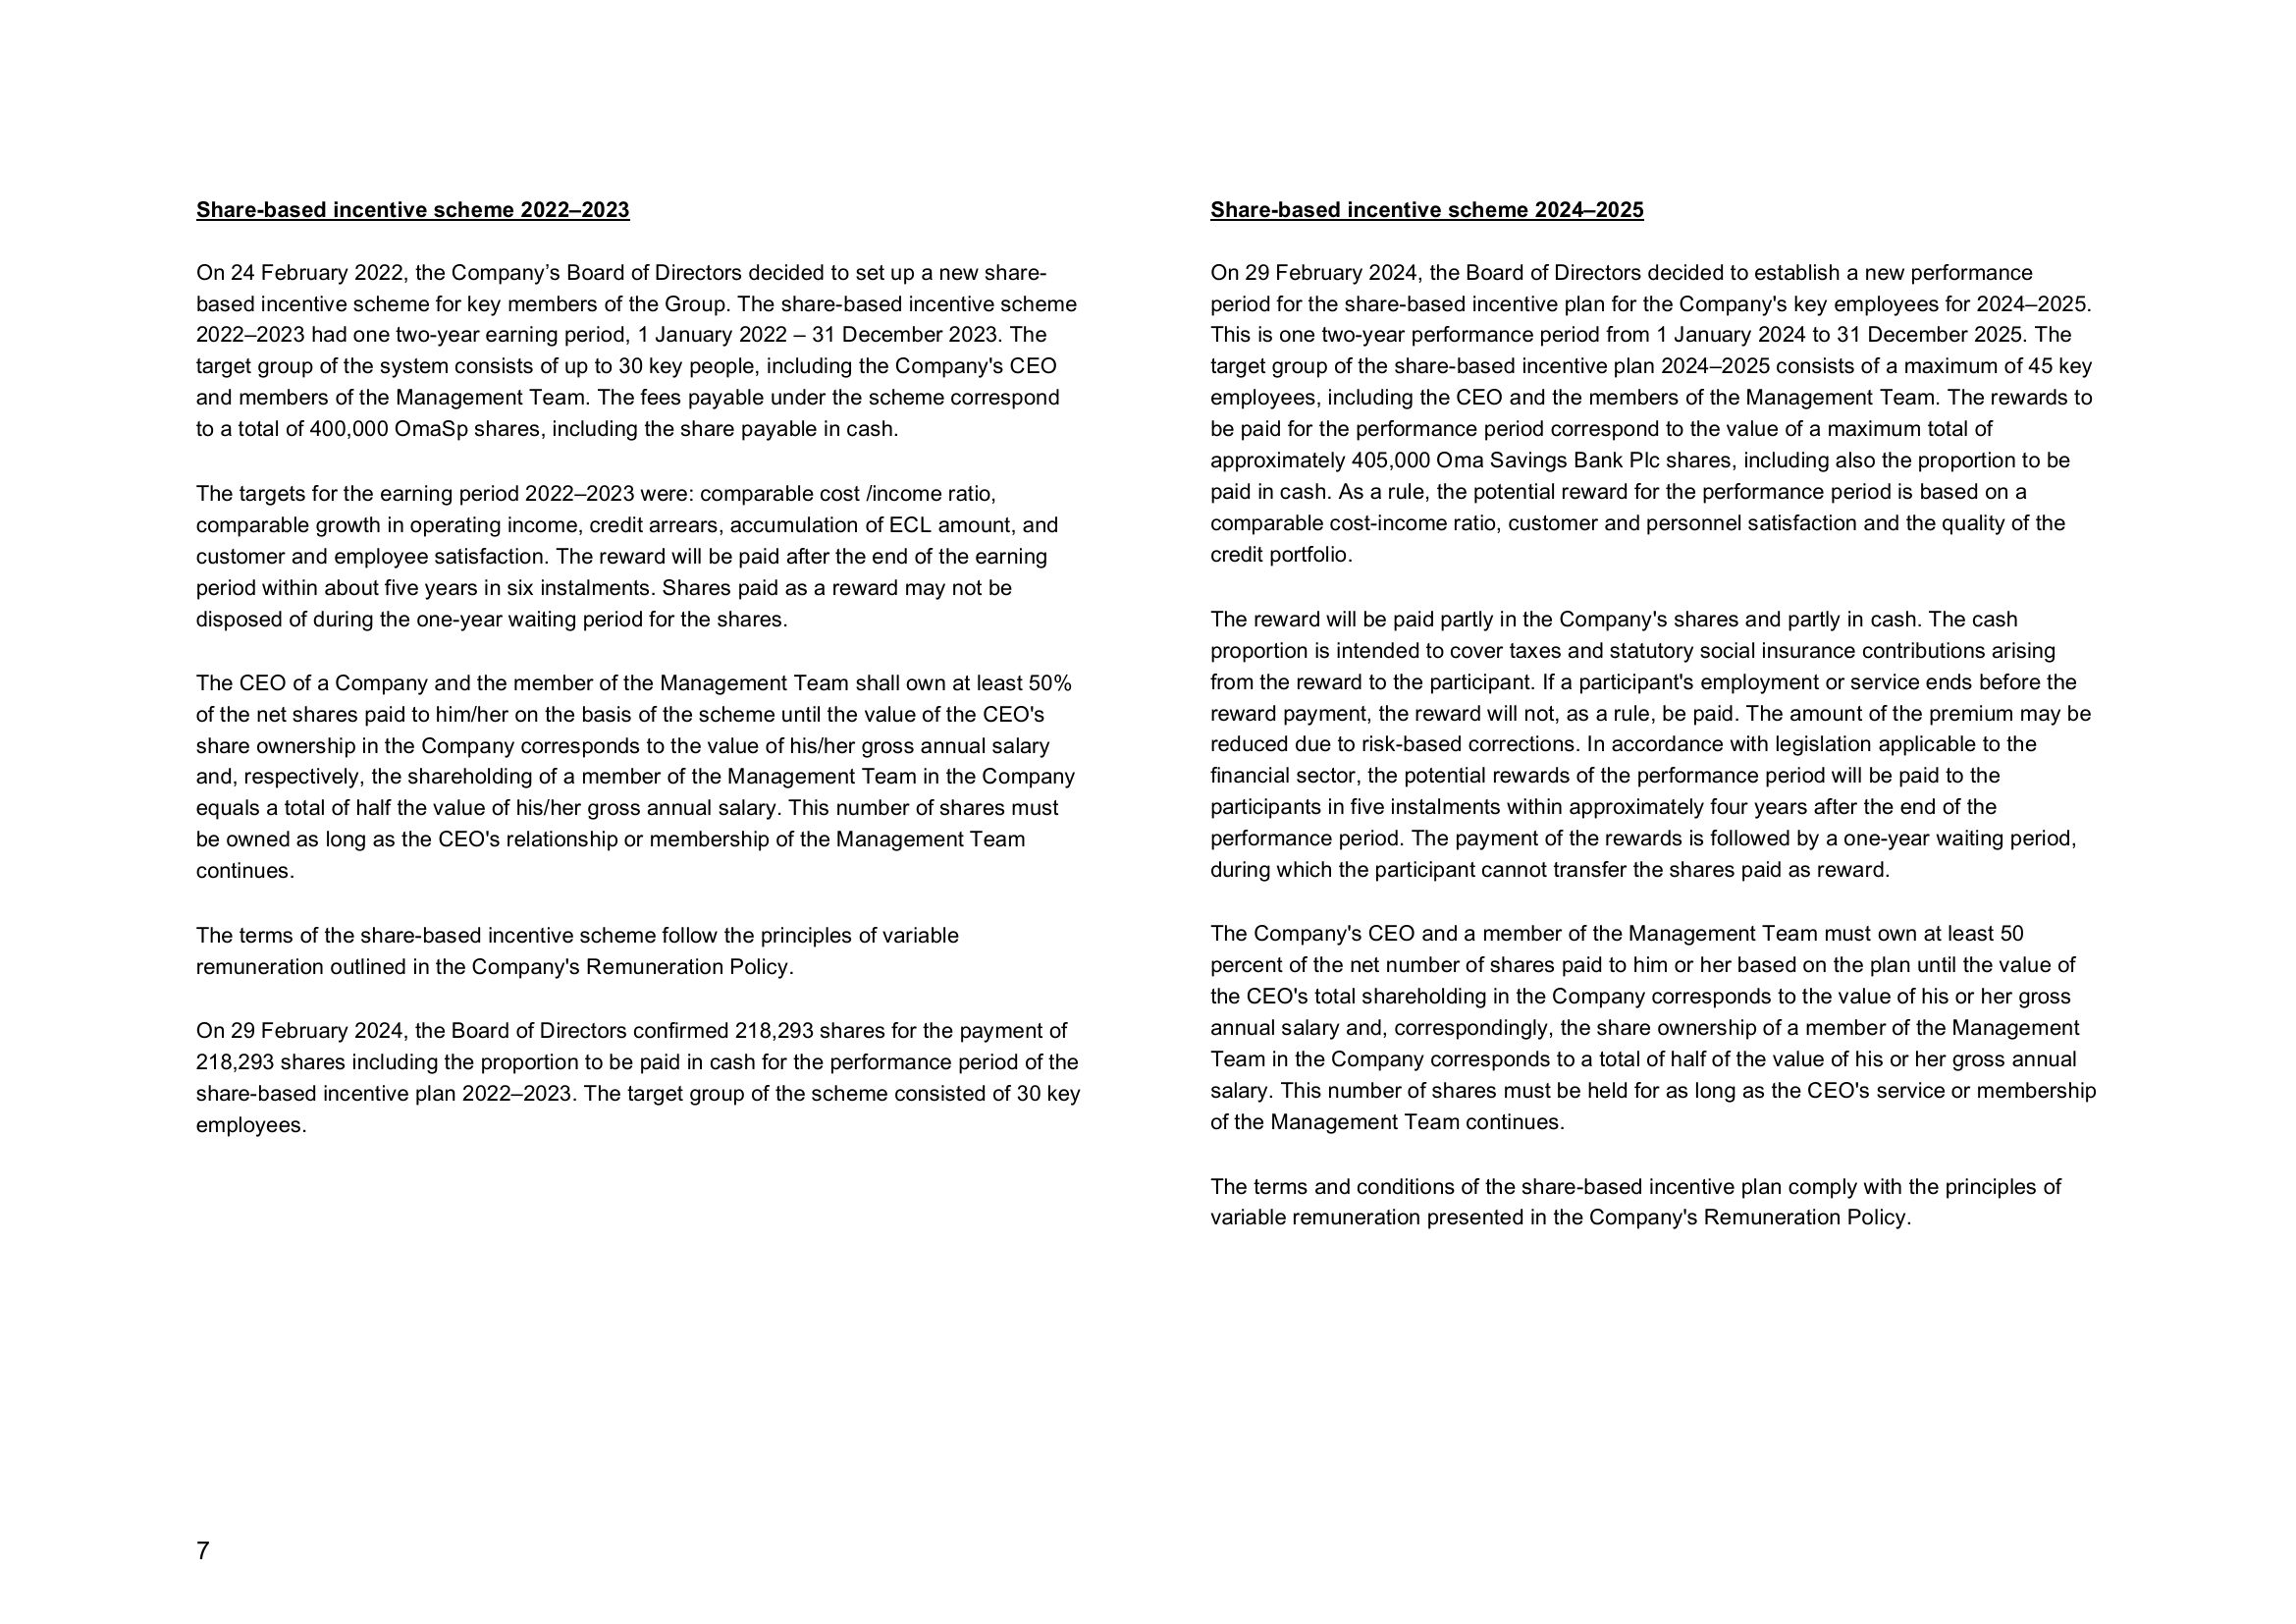 Share-based incentive scheme 2022–2023
On 24 February 2022, the Company’s Board of Directors decided to set up a new share-
based incentive scheme for key members of the Group. The share-based incentive scheme
2022–2023 had one two-year earning period, 1 January 2022 – 31 December 2023. The
target group of the system consists of up to 30 key people, including the Company's CEO
and members of the Management Team. The fees payable under the scheme correspond
to a total of 400,000 OmaSp shares, including the share payable in cash.
The targets for the earning period 2022–2023 were: comparable cost /income ratio,
comparable growth in operating income, credit arrears, accumulation of ECL amount, and
customer and employee satisfaction. The reward will be paid after the end of the earning
period within about five years in six instalments. Shares paid as a reward may not be
disposed of during the one-year waiting period for the shares.
The CEO of a Company and the member of the Management Team shall own at least 50%
of the net shares paid to him/her on the basis of the scheme until the value of the CEO's
share ownership in the Company corresponds to the value of his/her gross annual salary
and, respectively, the shareholding of a member of the Management Team in the Company
equals a total of half the value of his/her gross annual salary. This number of shares must
be owned as long as the CEO's relationship or membership of the Management Team
continues.
The terms of the share-based incentive scheme follow the principles of variable
remuneration outlined in the Company's Remuneration Policy.
On 29 February 2024, the Board of Directors confirmed 218,293 shares for the payment of
218,293 shares including the proportion to be paid in cash for the performance period of the
share-based incentive plan 2022–2023. The target group of the scheme consisted of 30 key
employees.
Share-based incentive scheme 2024–2025
On 29 February 2024, the Board of Directors decided to establish a new performance
period for the share-based incentive plan for the Company's key employees for 2024–2025.
This is one two-year performance period from 1 January 2024 to 31 December 2025. The
target group of the share-based incentive plan 2024–2025 consists of a maximum of 45 key
employees, including the CEO and the members of the Management Team. The rewards to
be paid for the performance period correspond to the value of a maximum total of
approximately 405,000 Oma Savings Bank Plc shares, including also the proportion to be
paid in cash. As a rule, the potential reward for the performance period is based on a
comparable cost-income ratio, customer and personnel satisfaction and the quality of the
credit portfolio.
The reward will be paid partly in the Company's shares and partly in cash. The cash
proportion is intended to cover taxes and statutory social insurance contributions arising
from the reward to the participant. If a participant's employment or service ends before the
reward payment, the reward will not, as a rule, be paid. The amount of the premium may be
reduced due to risk-based corrections. In accordance with legislation applicable to the
financial sector, the potential rewards of the performance period will be paid to the
participants in five instalments within approximately four years after the end of the
performance period. The payment of the rewards is followed by a one-year waiting period,
during which the participant cannot transfer the shares paid as reward.
The Company's CEO and a member of the Management Team must own at least 50
percent of the net number of shares paid to him or her based on the plan until the value of
the CEO's total shareholding in the Company corresponds to the value of his or her gross
annual salary and, correspondingly, the share ownership of a member of the Management
Team in the Company corresponds to a total of half of the value of his or her gross annual
salary. This number of shares must be held for as long as the CEO's service or membership
of the Management Team continues.
The terms and conditions of the share-based incentive plan comply with the principles of
variable remuneration presented in the Company's Remuneration Policy.
7